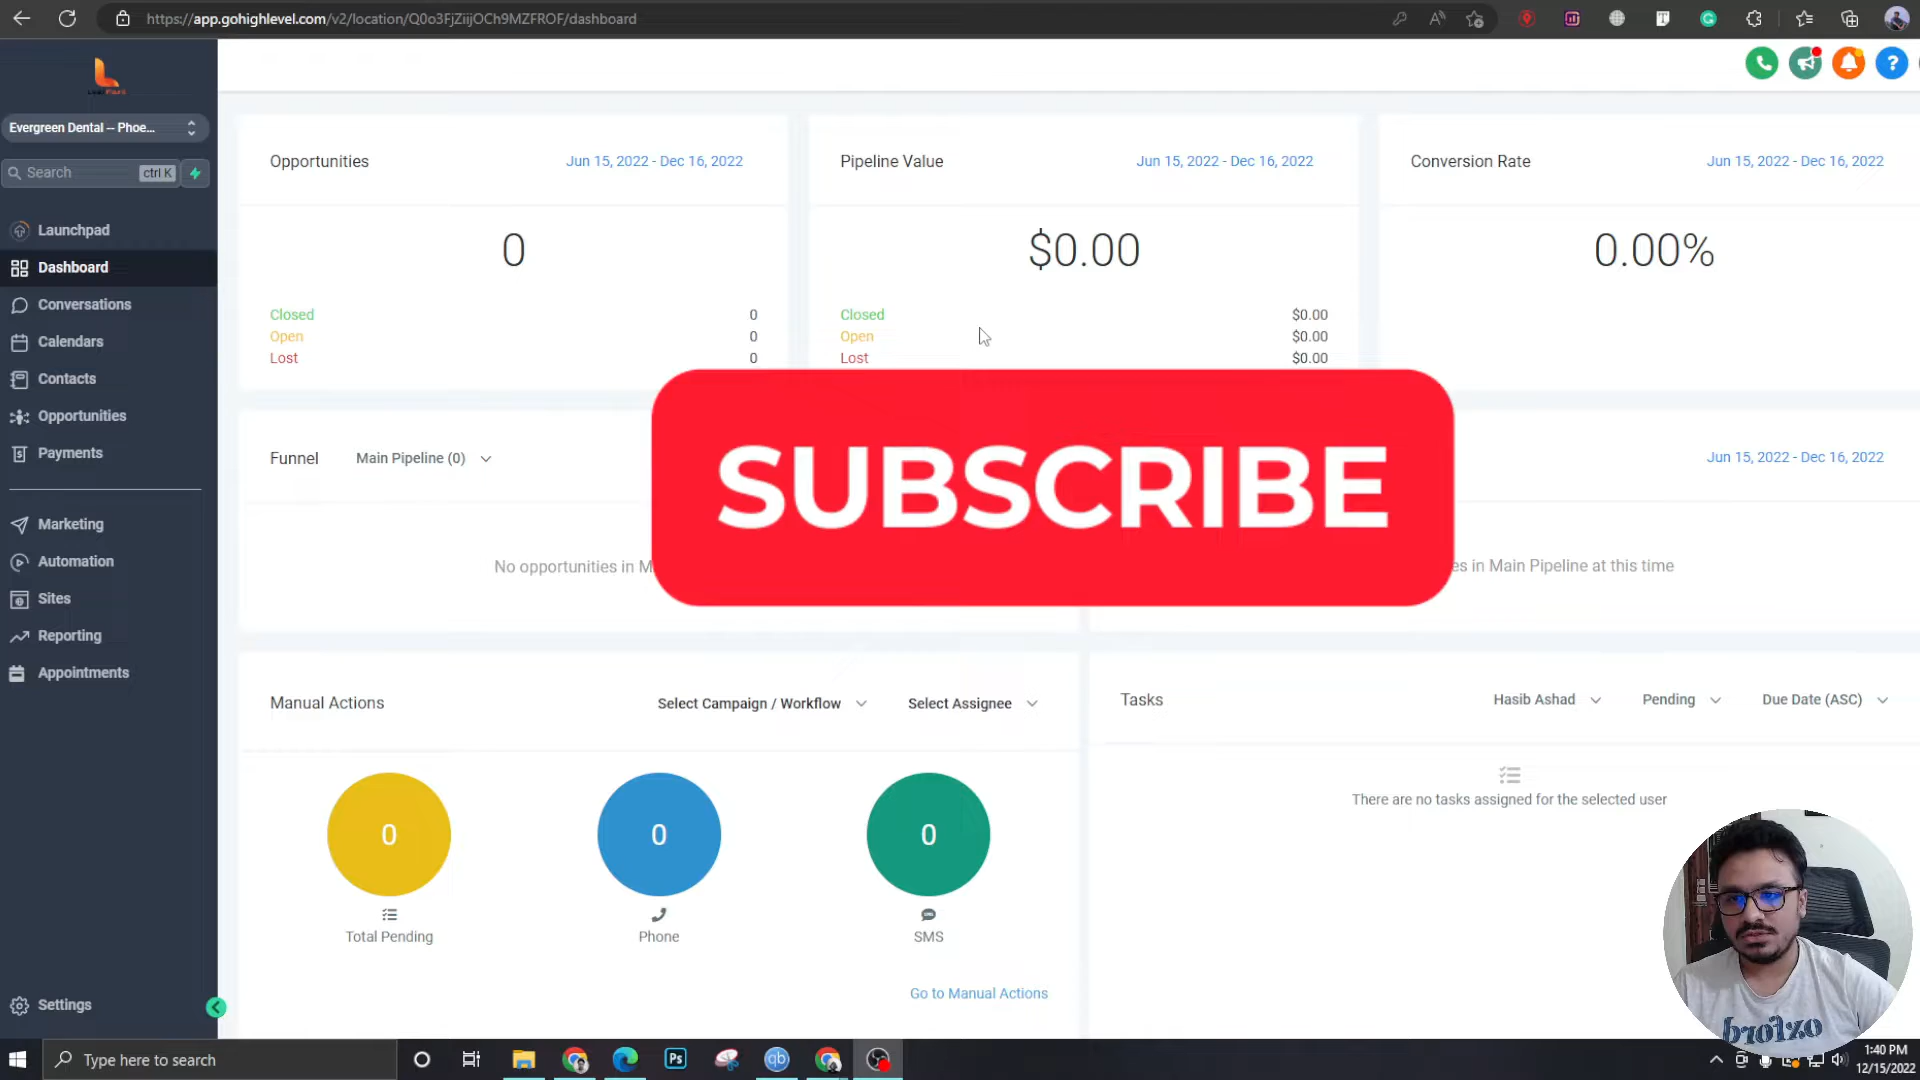 https://app.gohighlevel.com/v2/location/Q0o3FjZiijOCh9MZFROF/dashboard
Evergreen Dental -- Phoe...
Search
ctrl K
Launchpad
Dashboard
Conversations
Calendars
Contacts
Opportunities
Payments
Marketing
Automation
Sites
Reporting
Appointments
Settings
Opportunities
Jun 15, 2022 - Dec 16, 2022
0
Closed 0
Open 0
Lost 0
Pipeline Value
Jun 15, 2022 - Dec 16, 2022
$0.00
Closed $0.00
Open $0.00
Lost $0.00
Conversion Rate
Jun 15, 2022 - Dec 16, 2022
0.00%
Funnel
Main Pipeline (0)
No opportunities in M
SUBSCRIBE
Jun 15, 2022 - Dec 16, 2022
es in Main Pipeline at this time
Manual Actions
Select Campaign / Workflow
Select Assignee
0
Total Pending
0
Phone
0
SMS
Go to Manual Actions
Tasks
Hasib Ashad
Pending
Due Date (ASC)
There are no tasks assigned for the selected user
Type here to search
Ps
qb
1:40 PM
12/15/2022